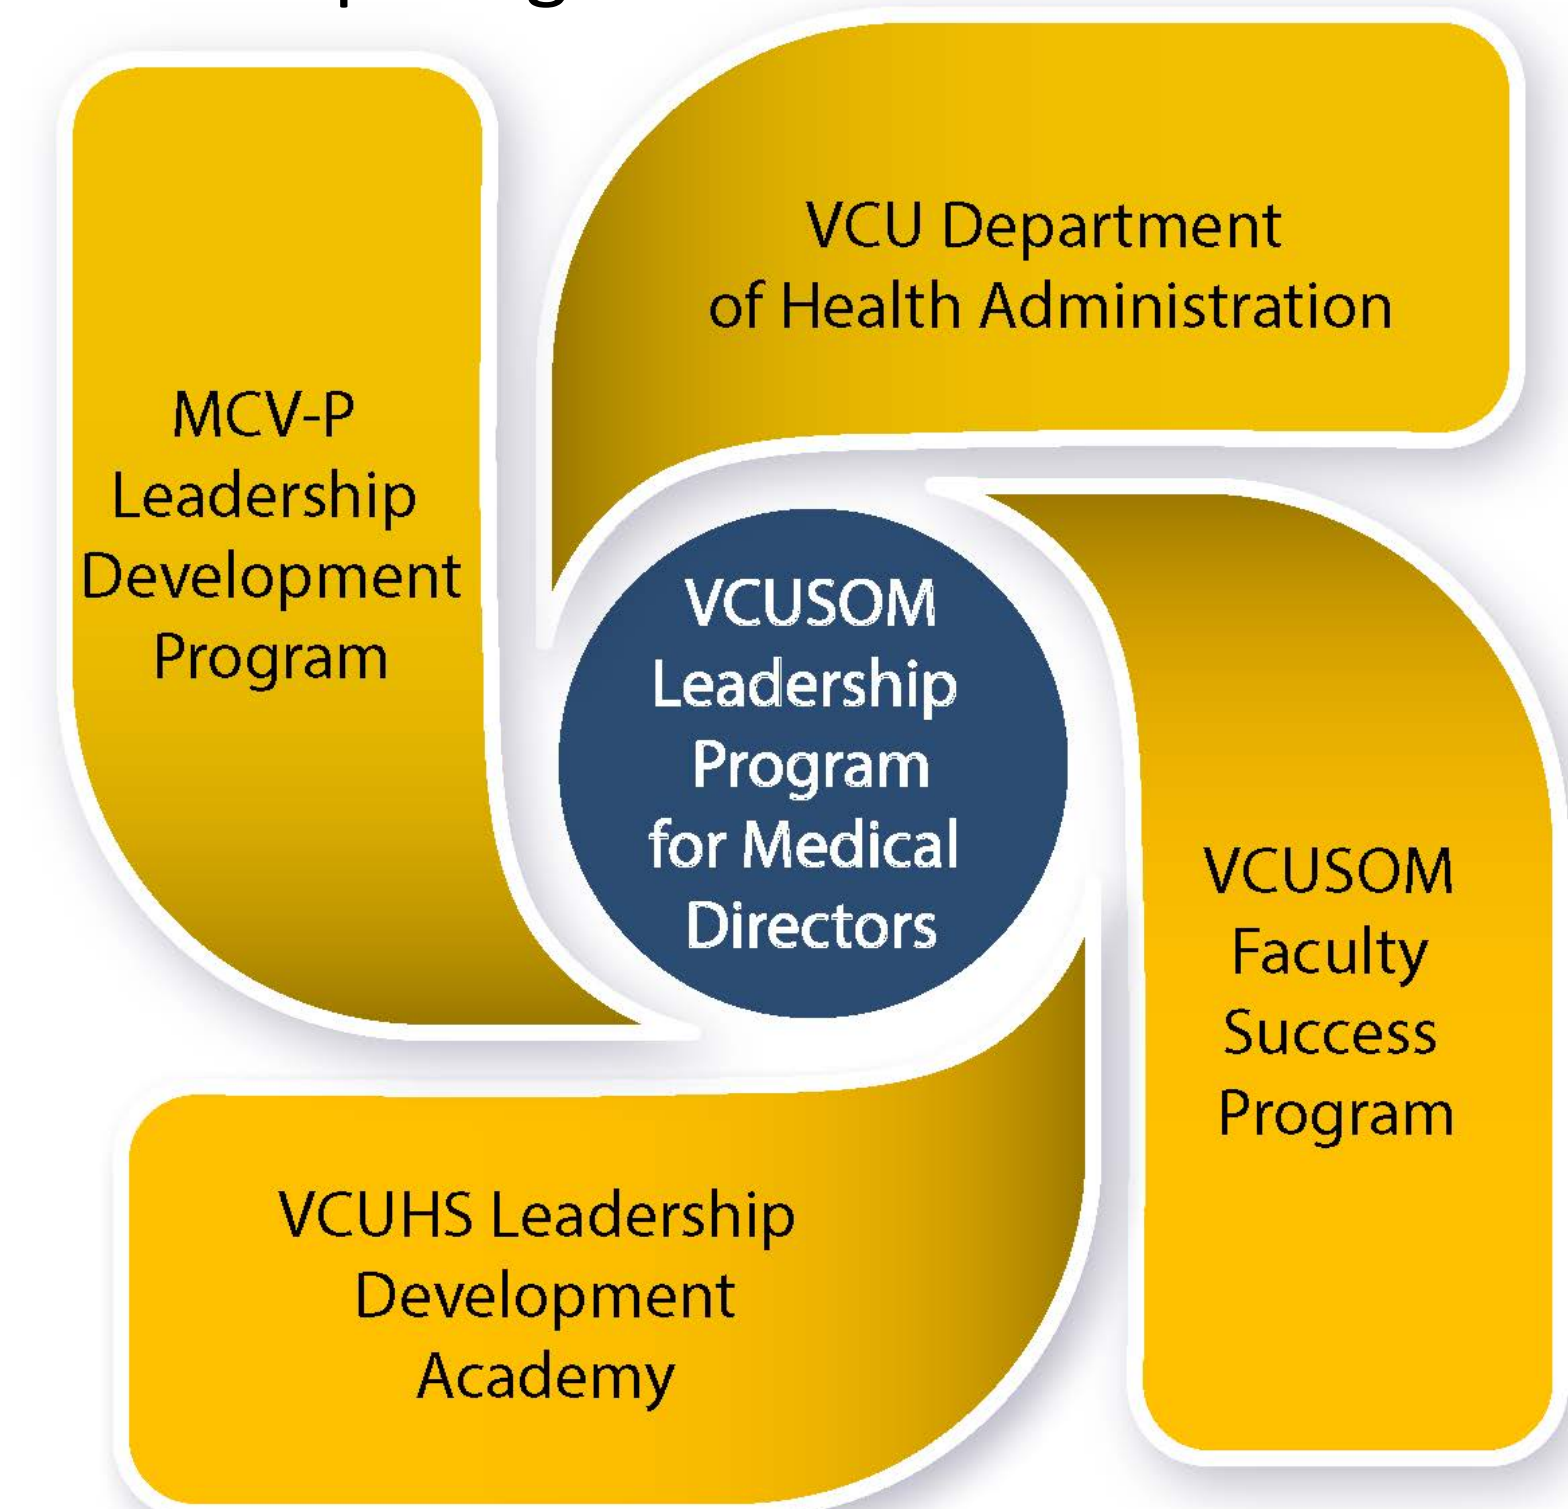 MCV-P
Leadership
Development
Program
VCU Department
of Health Administration
VCUSOM
Leadership
Program
for Medical
Directors
VCUSOM
Faculty
Success
Program
VCUHS Leadership
Development
Academy